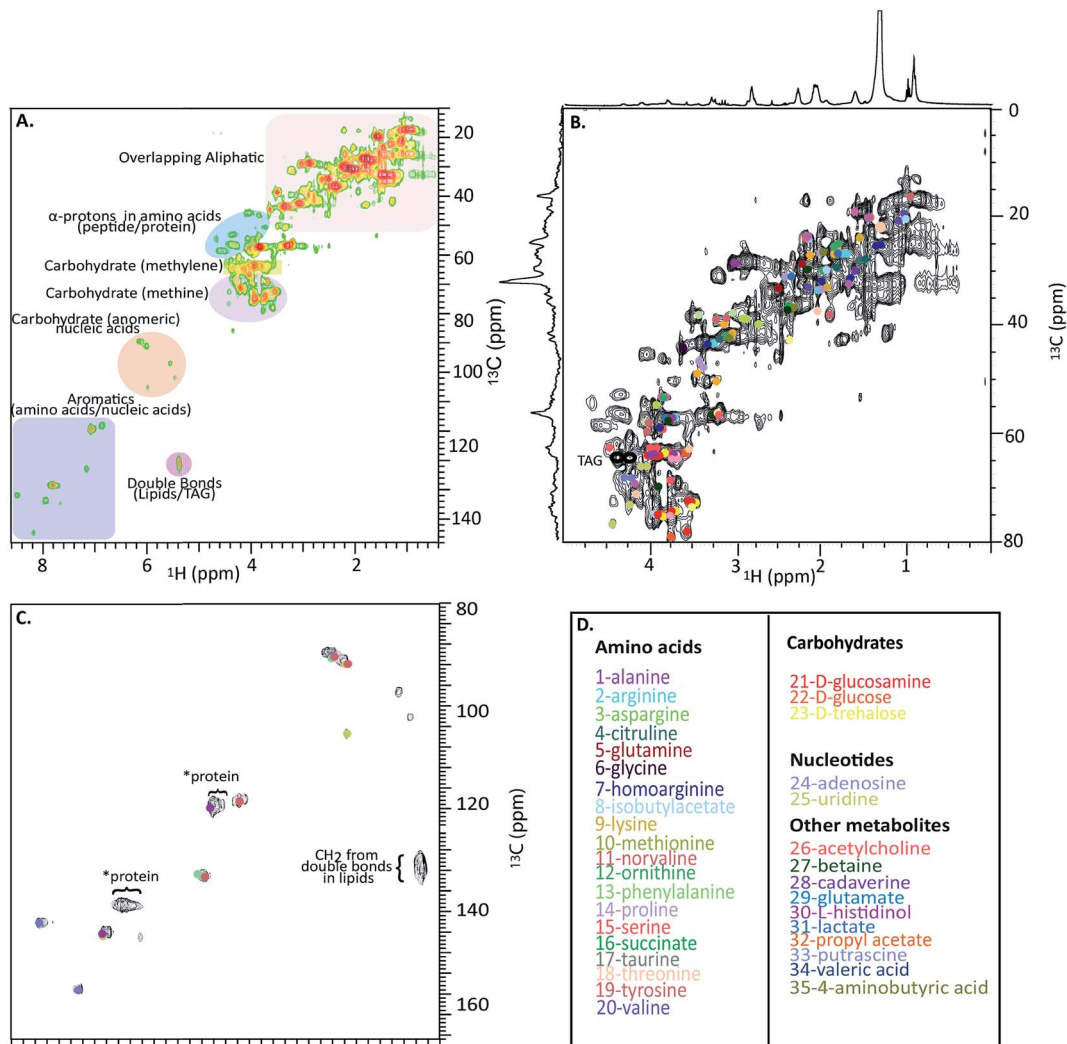 A.
Overlapping Aliphatic
α-protons in amino acids
(peptide/protein)
Carbohydrate (methylene)
Carbohydrate (methine)
Carbohydrate (anomeric)
nucleic acids
Aromatics
(amino acids/nucleic acids)
Double Bonds
(Lipids/TAG)
20
40
60
80
100
120
140
13C (ppm)
8
6
4
2
1H (ppm)
B.
TAG
0
20
40
60
80
13C (ppm)
4
3
2
1
1H (ppm)
C.
*protein
*protein
CH2 from
double bonds
in lipids
80
100
120
140
160
13C (ppm)
D.
Amino acids
1-alanine
2-arginine
3-aspargine
4-citruline
5-glutamine
6-glycine
7-homoarginine
8-isobutylacetate
9-lysine
10-methionine
11-norvaline
12-ornithine
13-phenylalanine
14-proline
15-serine
16-succinate
17-taurine
18-threonine
19-tyrosine
20-valine
Carbohydrates
21-D-glucosamine
22-D-glucose
23-D-trehalose
Nucleotides
24-adenosine
25-uridine
Other metabolites
26-acetylcholine
27-betaine
28-cadaverine
29-glutamate
30-L-histidinol
31-lactate
32-propyl acetate
33-putrascine
34-valeric acid
35-4-aminobutyric acid